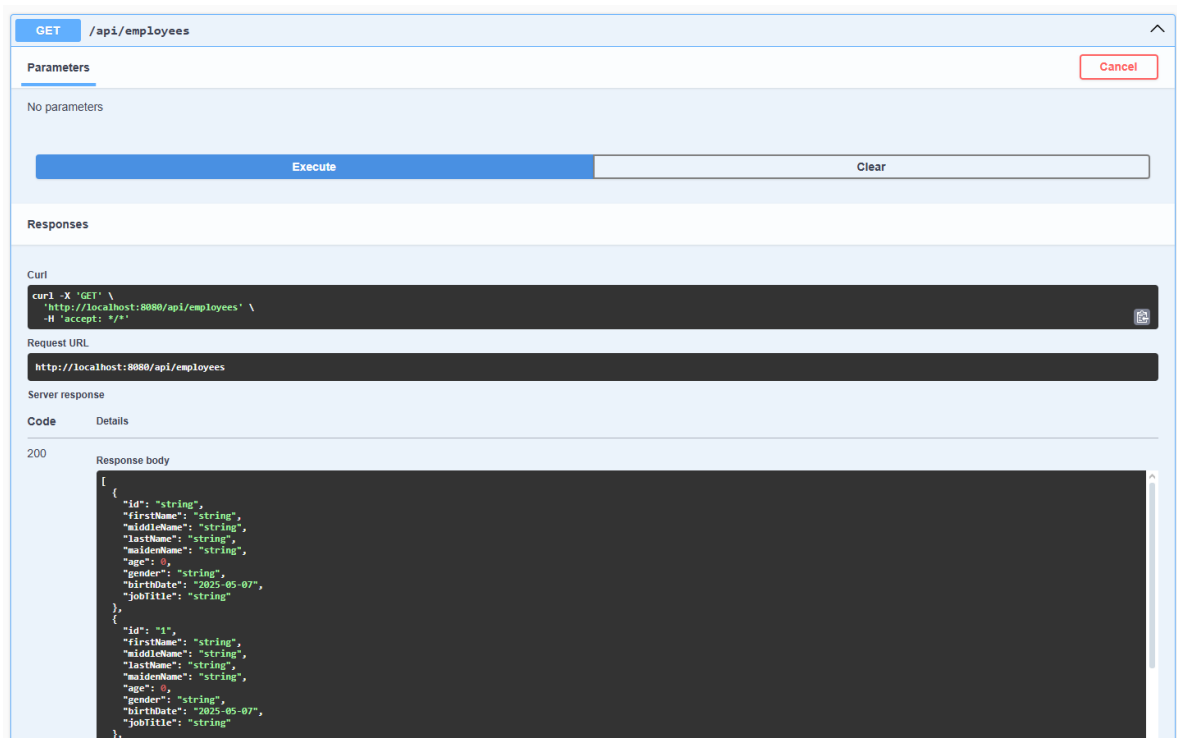 GET /api/employees
Parameters
Cancel
No parameters
Execute
Clear
Responses
Curl
curl -X 'GET' \
  'http://localhost:8080/api/employees' \
  -H 'accept: */*'
Request URL
http://localhost:8080/api/employees
Server response
Code Details
200
Response body
[
  {
    "id": "string",
    "firstName": "string",
    "middleName": "string",
    "lastName": "string",
    "maidenName": "string",
    "age": 0,
    "gender": "string",
    "birthDate": "2025-05-07",
    "jobTitle": "string"
  },
  {
    "id": "1",
    "firstName": "string",
    "middleName": "string",
    "lastName": "string",
    "maidenName": "string",
    "age": 0,
    "gender": "string",
    "birthDate": "2025-05-07",
    "jobTitle": "string"
  },